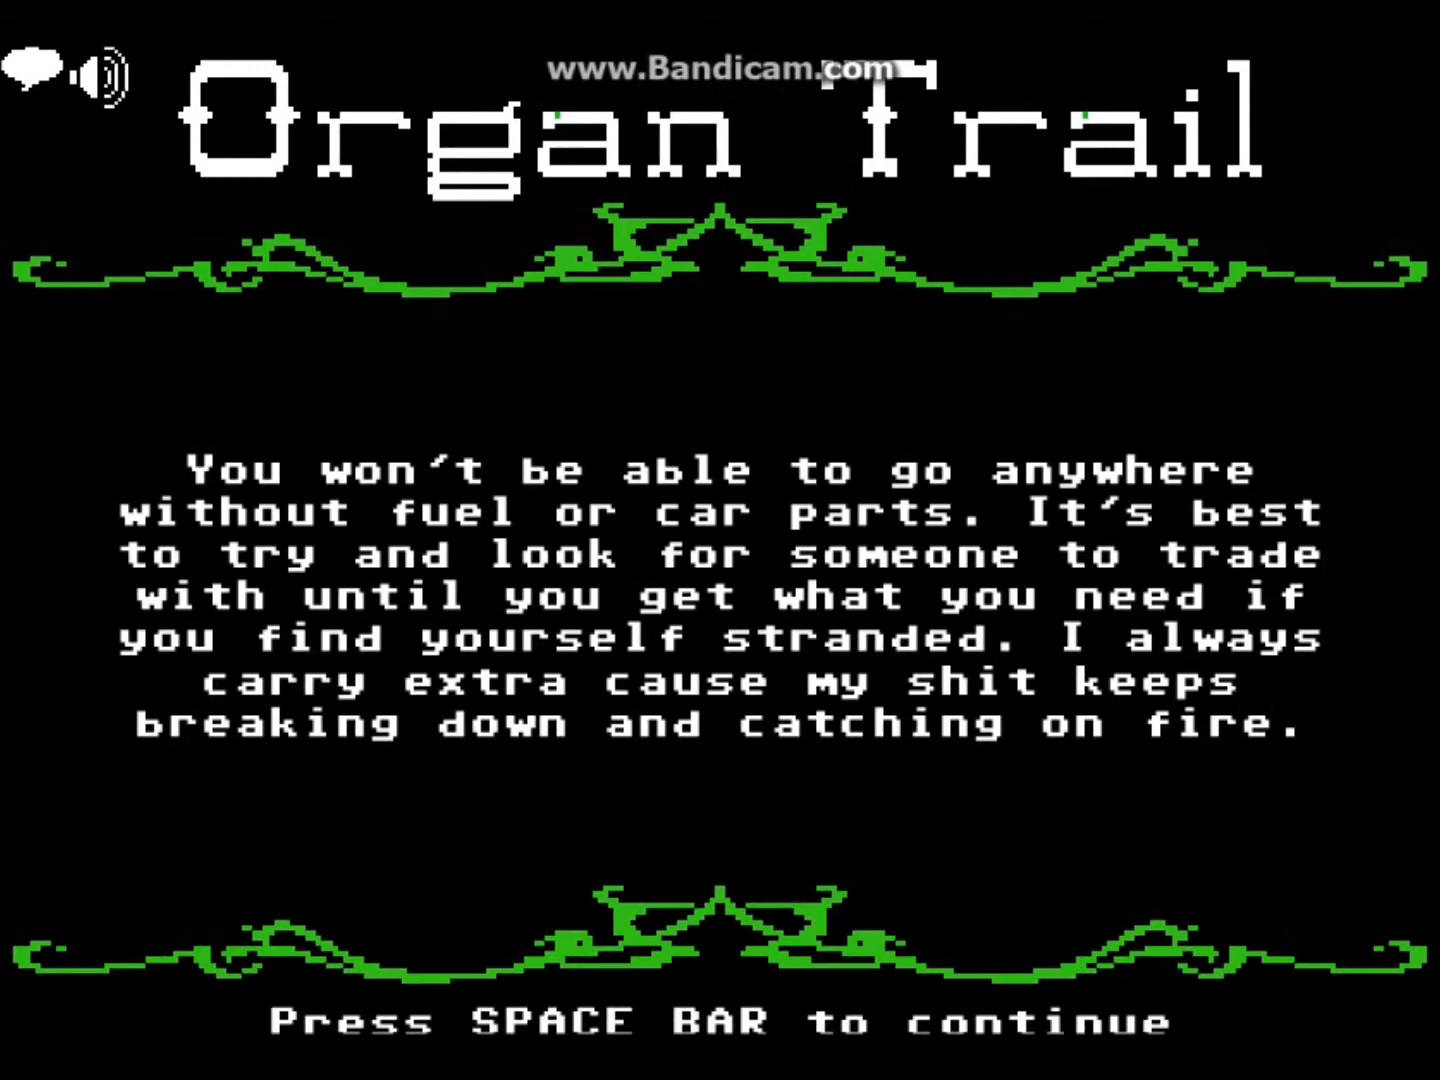 www.Bandicam.com
Organ Trail
You won't be able to go anywhere
without fuel or car parts. It's best
to try and look for someone to trade
with until you get what you need if
you find yourself stranded. I always
carry extra cause my shit keeps
breaking down and catching on fire.
Press SPACE BAR to continue